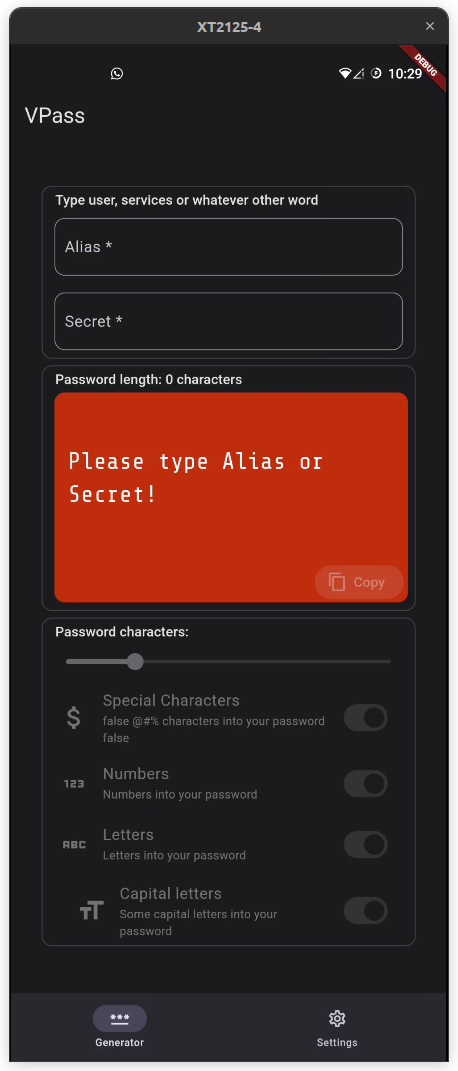 XT2125-4
×
10:29
DEBUG
VPass
Type user, services or whatever other word
Alias *
Secret *
Password length: 0 characters
Please type Alias or
Secret!
Copy
Password characters:
$
Special Characters
false @#% characters into your password
false
123
Numbers
Numbers into your password
ABC
Letters
Letters into your password
TT
Capital letters
Some capital letters into your
password
***
Generator
Settings